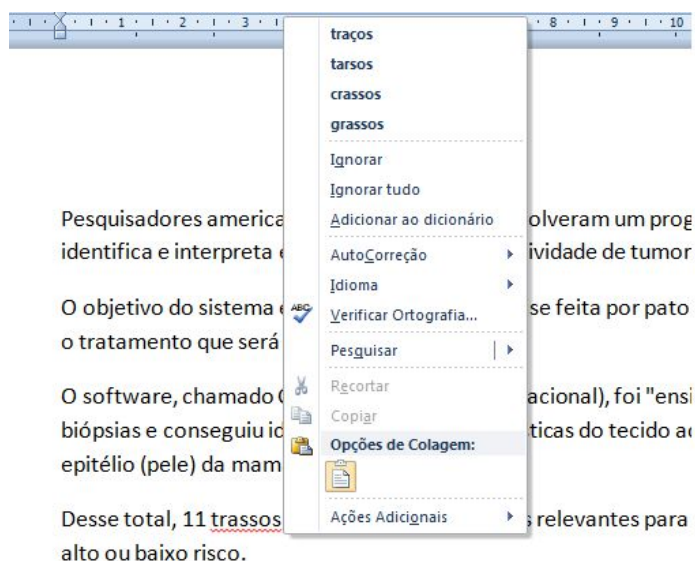 1 · 2 · 3 · 8 · 9 · 10
traços
tarsos
crassos
grassos
Ignorar
Ignorar tudo
Adicionar ao dicionário
AutoCorreção
Idioma
ABC Verificar Ortografia...
Pesquisar
Recortar
Copiar
Opções de Colagem:
Ações Adicionais
Pesquisadores america olveram um prog
identifica e interpreta ividade de tumor
O objetivo do sistema se feita por pato
o tratamento que será
O software, chamado acional), foi "ensi
biópsias e conseguiu id ticas do tecido
epitélio (pele) da mam
Desse total, 11 trassos s relevantes para
alto ou baixo risco.